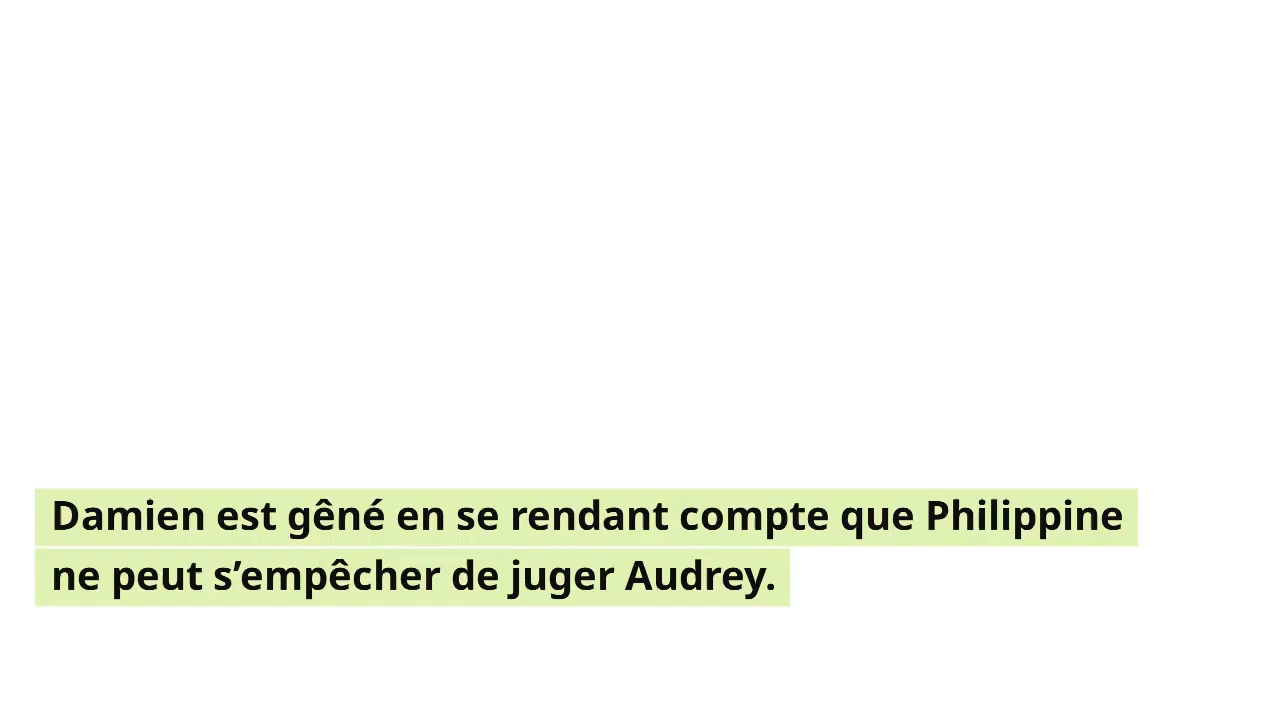 Damien est gêné en se rendant compte que Philippine
ne peut s’empêcher de juger Audrey.